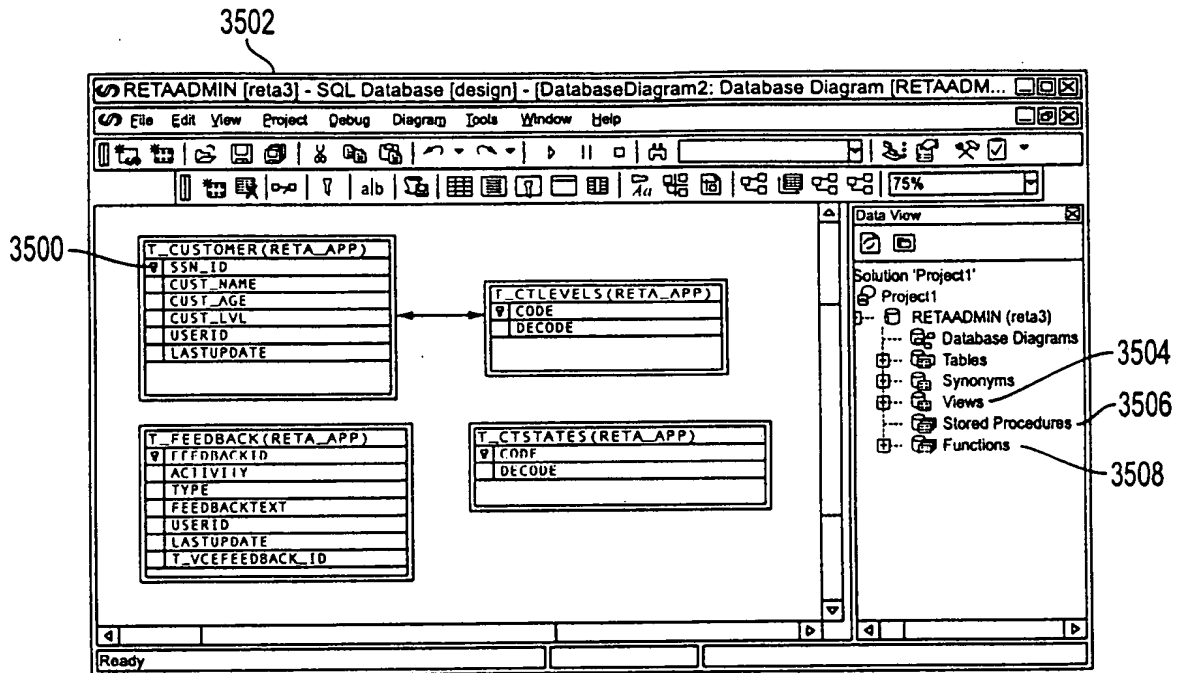 3502
RETAADMIN [reta3] - SQL Database [design] - [DatabaseDiagram2: Database Diagram [RETAADM...
File Edit View Project Debug Diagram Tools Window Help
alb
Aa
75%
3500
T_CUSTOMER(RETA_APP)
SSN_ID
CUST_NAME
CUST_AGE
CUST_LVL
USERID
LASTUPDATE
T_CTLEVELS(RETA_APP)
CODE
DECODE
T_FEEDBACK(RETA_APP)
FEEDBACKID
ACTIVITY
TYPE
FEEDBACKTEXT
USERID
LASTUPDATE
T_VCEFEEDBACK_ID
T_CTSTATES(RETA_APP)
CODE
DECODE
Data View
Solution 'Project1'
Project1
RETAADMIN (reta3)
Database Diagrams
Tables
Synonyms
Views
Stored Procedures
Functions
3504
3506
3508
Ready